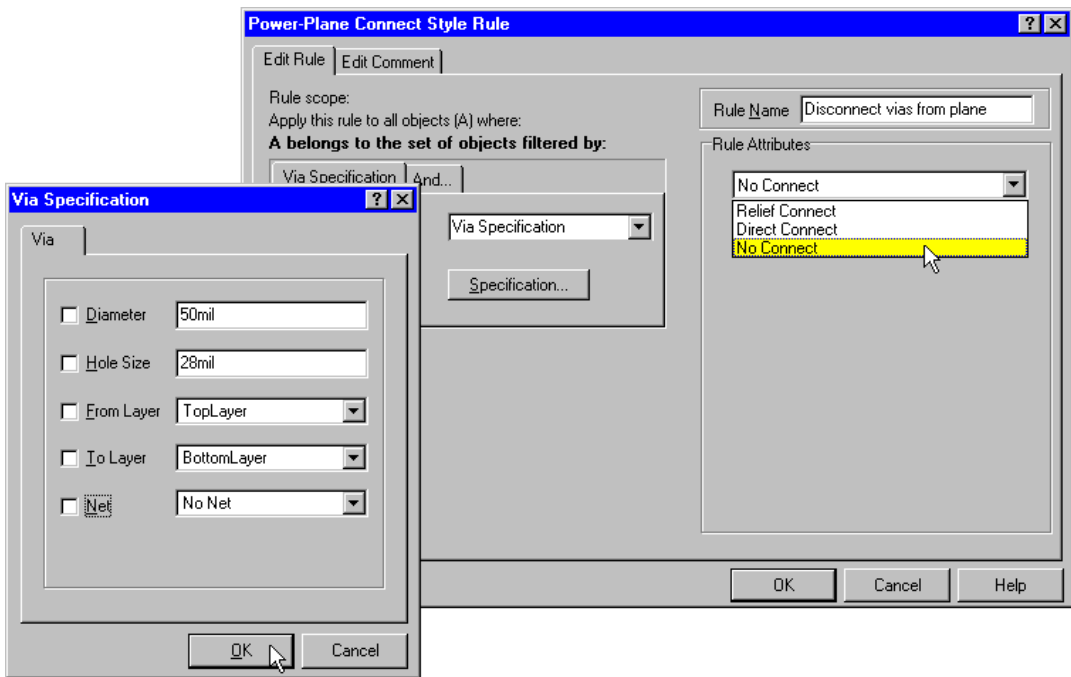 Power-Plane Connect Style Rule
Edit Rule
Edit Comment
Rule scope:
Apply this rule to all objects (A) where:
A belongs to the set of objects filtered by:
Via Specification
And...
Via Specification
Specification...
Rule Name
Disconnect vias from plane
Rule Attributes
No Connect
Relief Connect
Direct Connect
No Connect
OK
Cancel
Help
Via Specification
Via
Diameter
50mil
Hole Size
28mil
From Layer
TopLayer
To Layer
BottomLayer
Net
No Net
OK
Cancel